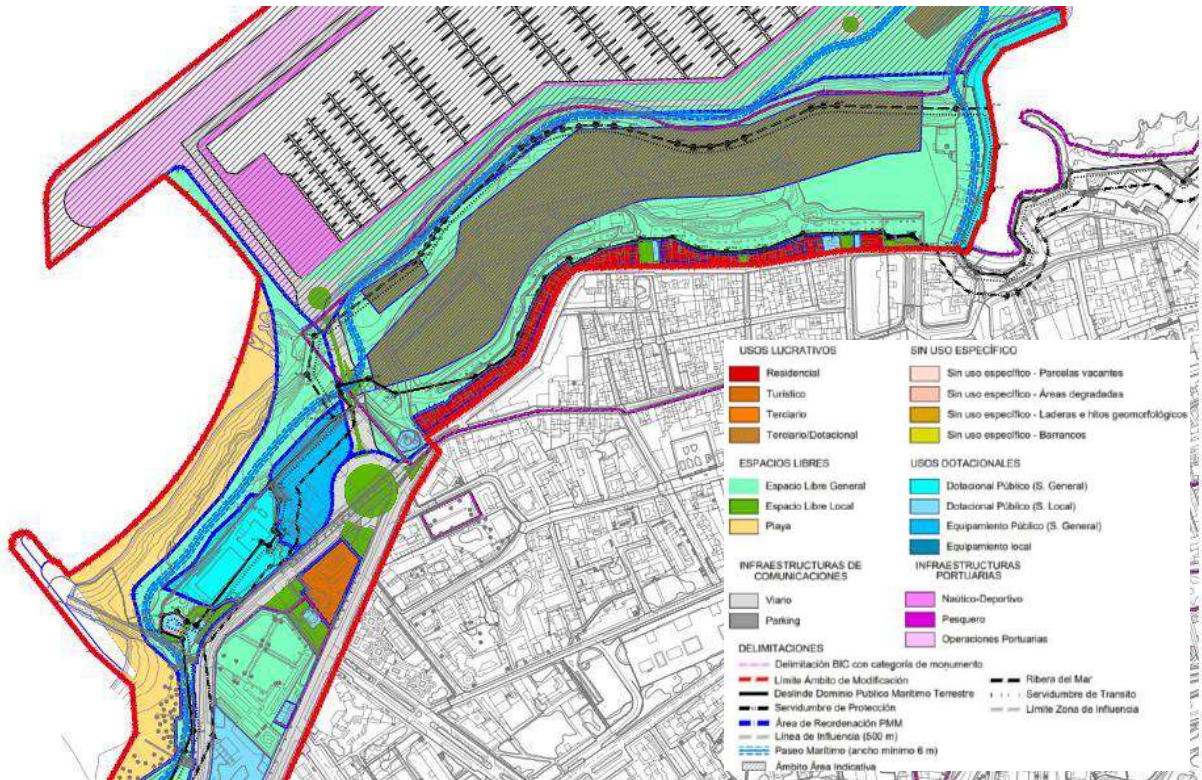 USOS LUCRATIVOS
Residencial
Turístico
Terciario
Terciario/Dotacional
SIN USO ESPECÍFICO
Sin uso específico - Parcelas vacantes
Sin uso específico - Áreas degradadas
Sin uso específico - Laderas e hitos geomorfológicos
Sin uso específico - Barrancos
ESPACIOS LIBRES
Espacio Libre General
Espacio Libre Local
Playa
USOS DOTACIONALES
Dotacional Público (S. General)
Dotacional Público (S. Local)
Equipamiento Público (S. General)
Equipamiento local
INFRAESTRUCTURAS DE
COMUNICACIONES
Viario
Parking
INFRAESTRUCTURAS
PORTUARIAS
Naútico-Deportivo
Pesquero
Operaciones Portuarias
DELIMITACIONES
Delimitación BIC con categoría de monumento
Límite Ámbito de Modificación
Deslinde Dominio Publico Marítimo Terrestre
Servidumbre de Protección
Área de Reordenación PMM
Línea de Influencia (500 m)
Paseo Marítimo (ancho mínimo 6 m)
Ámbito Área Indicativa
Ribera del Mar
Servidumbre de Transito
Límite Zona de Influencia